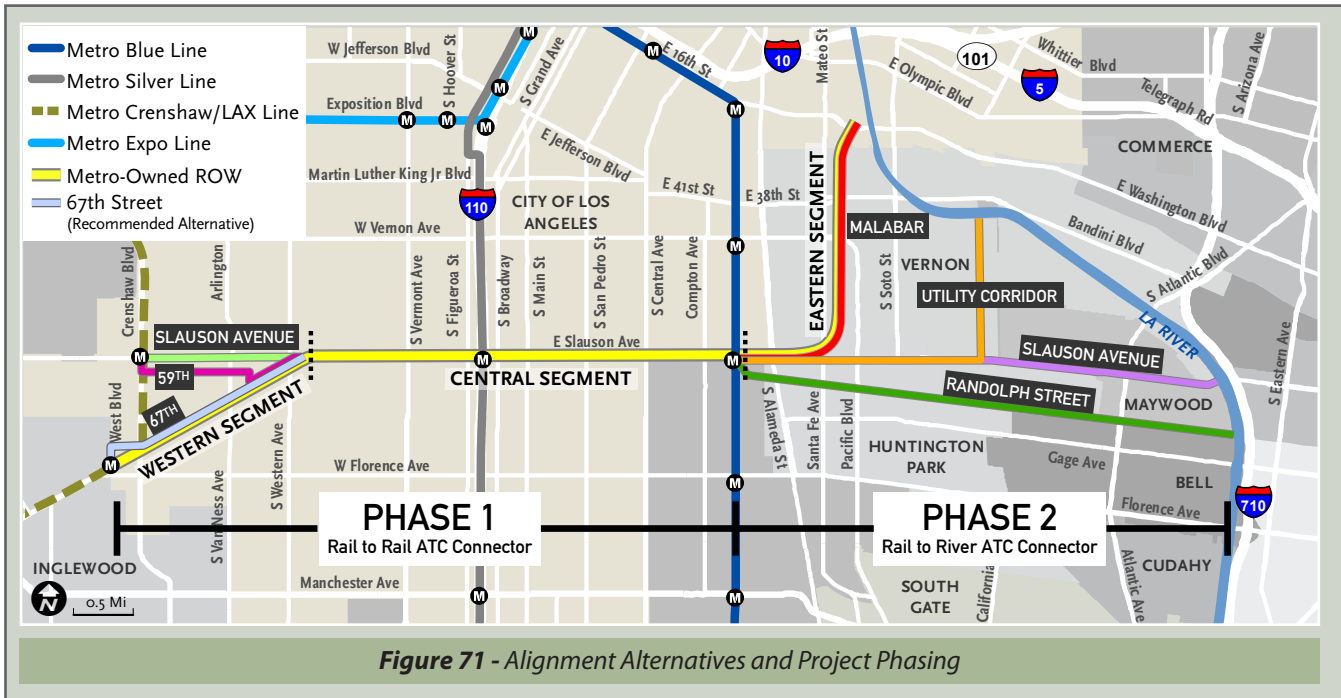 Metro Blue Line
Metro Silver Line
Metro Crenshaw/LAX Line
Metro Expo Line
Metro-Owned ROW
67th Street
(Recommended Alternative)
W Jefferson Blvd
S Hoover St
S Grand Ave
E 16th St
10
Mateo St
101
Whittier Blvd
S Arizona Ave
E Olympic Blvd
5
Telegraph Rd
Exposition Blvd
M
M
M
M
M
M
M
E Jefferson Blvd
COMMERCE
Martin Luther King Jr Blvd
110
CITY OF LOS
ANGELES
E 41st St
E 38th St
E Washington Blvd
Bandini Blvd
W Vernon Ave
EASTERN SEGMENT
MALABAR
VERNON
S Soto St
UTILITY CORRIDOR
S Atlantic Blvd
LA RIVER
S Eastern Ave
Crenshaw Blvd
Arlington
S Vermont Ave
S Figueroa St
S Broadway
S Main St
S San Pedro St
S Central Ave
Compton Ave
M
SLAUSON AVENUE
E Slauson Ave
SLAUSON AVENUE
M
M
M
59TH
CENTRAL SEGMENT
RANDOLPH STREET
MAYWOOD
West Blvd
67TH
WESTERN SEGMENT
S Van Ness Ave
S Western Ave
S Alameda St
Santa Fe Ave
Pacific Blvd
HUNTINGTON
PARK
Gage Ave
BELL
M
W Florence Ave
M
Florence Ave
710
PHASE 1
Rail to Rail ATC Connector
PHASE 2
Rail to River ATC Connector
INGLEWOOD
Manchester Ave
M
M
SOUTH
GATE
California
Atlantic Ave
CUDAHY
N
0.5 Mi
Figure 71 - Alignment Alternatives and Project Phasing